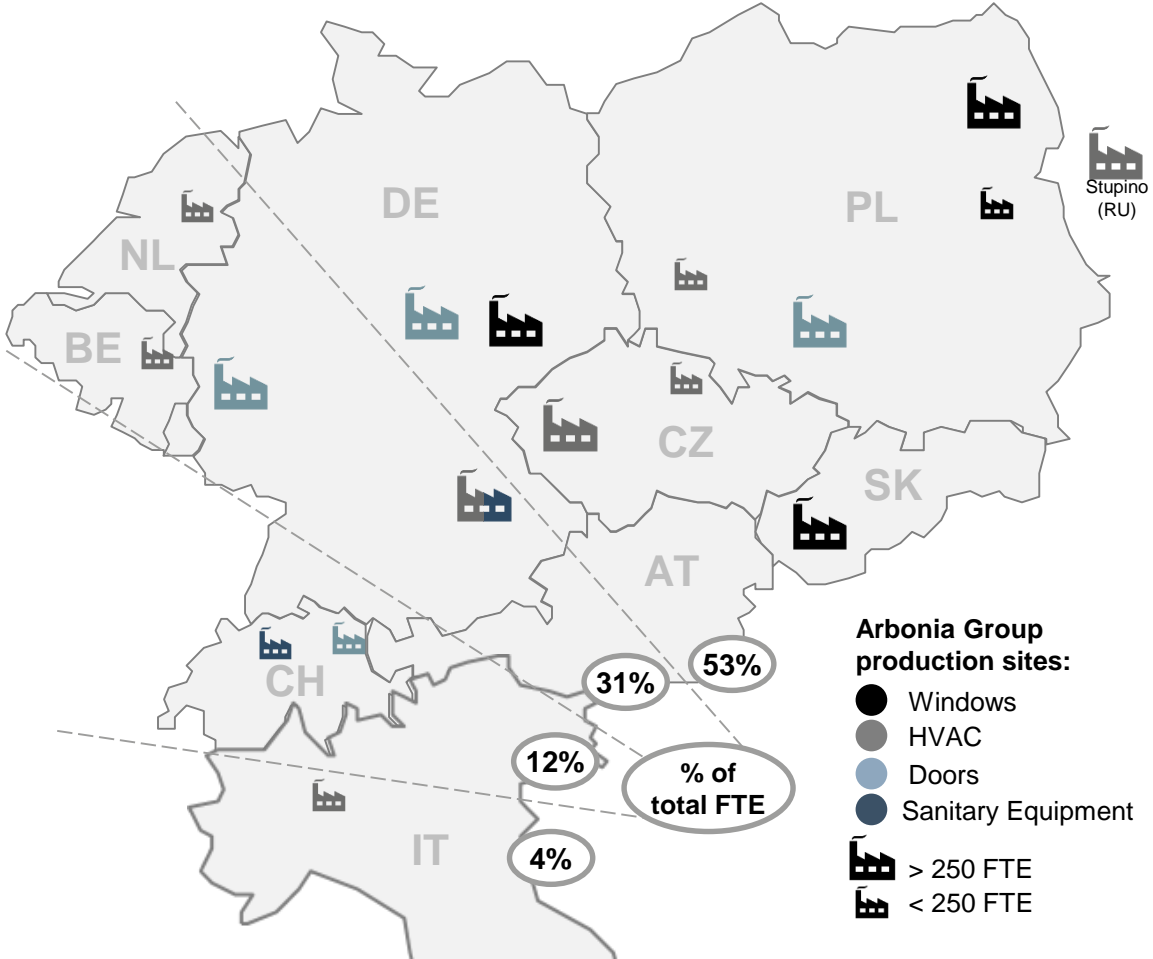 DE
PL
Stupino
(RU)
NL
BE
CZ
SK
AT
CH
IT
53%
31%
12%
4%
% of
total FTE
Arbonia Group
production sites:
Windows
HVAC
Doors
Sanitary Equipment
> 250 FTE
< 250 FTE